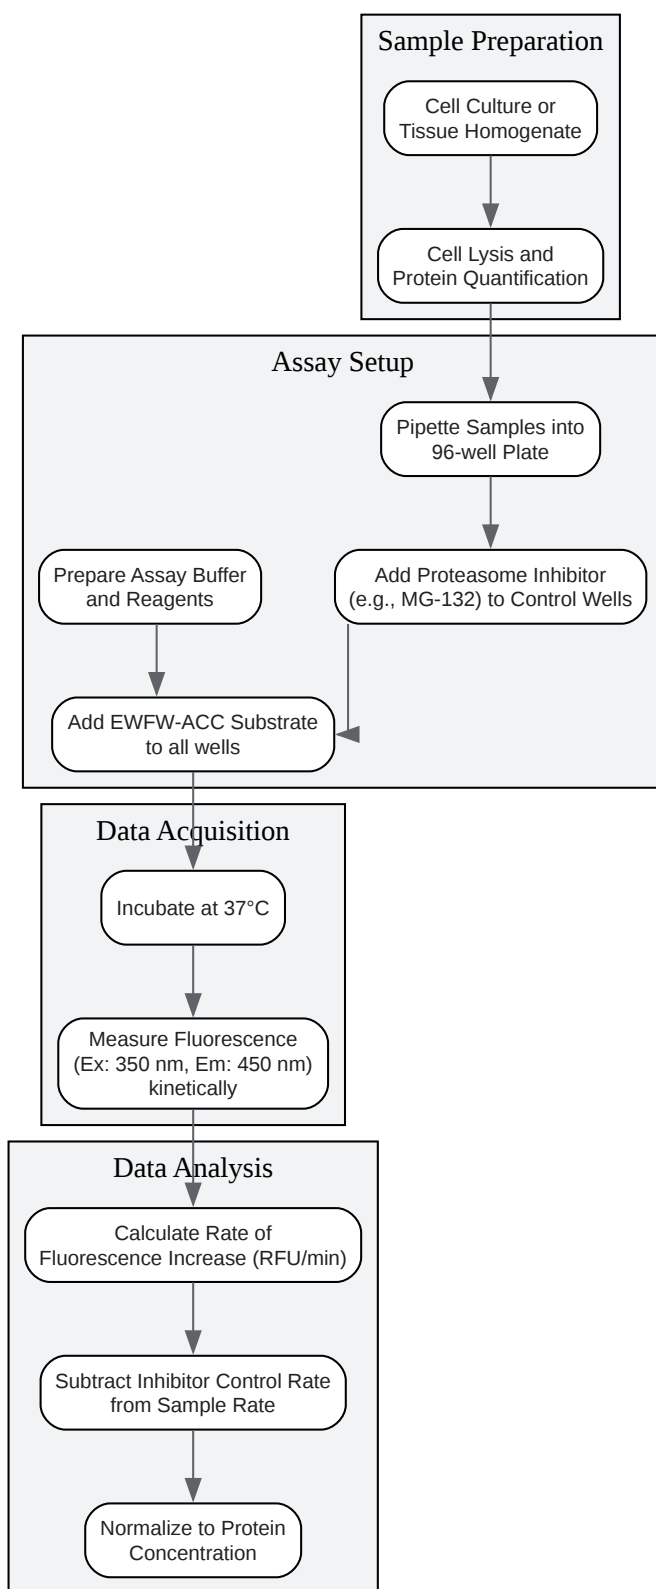 Sample Preparation
Cell Culture or
Tissue Homogenate
Cell Lysis and
Protein Quantification
Assay Setup
Pipette Samples into
96-well Plate
Prepare Assay Buffer
and Reagents
Add Proteasome Inhibitor
(e.g., MG-132) to Control Wells
Add EWFW-ACC Substrate
to all wells
Data Acquisition
Incubate at 37°C
Measure Fluorescence
(Ex: 350 nm, Em: 450 nm)
kinetically
Data Analysis
Calculate Rate of
Fluorescence Increase (RFU/min)
Subtract Inhibitor Control Rate
from Sample Rate
Normalize to Protein
Concentration